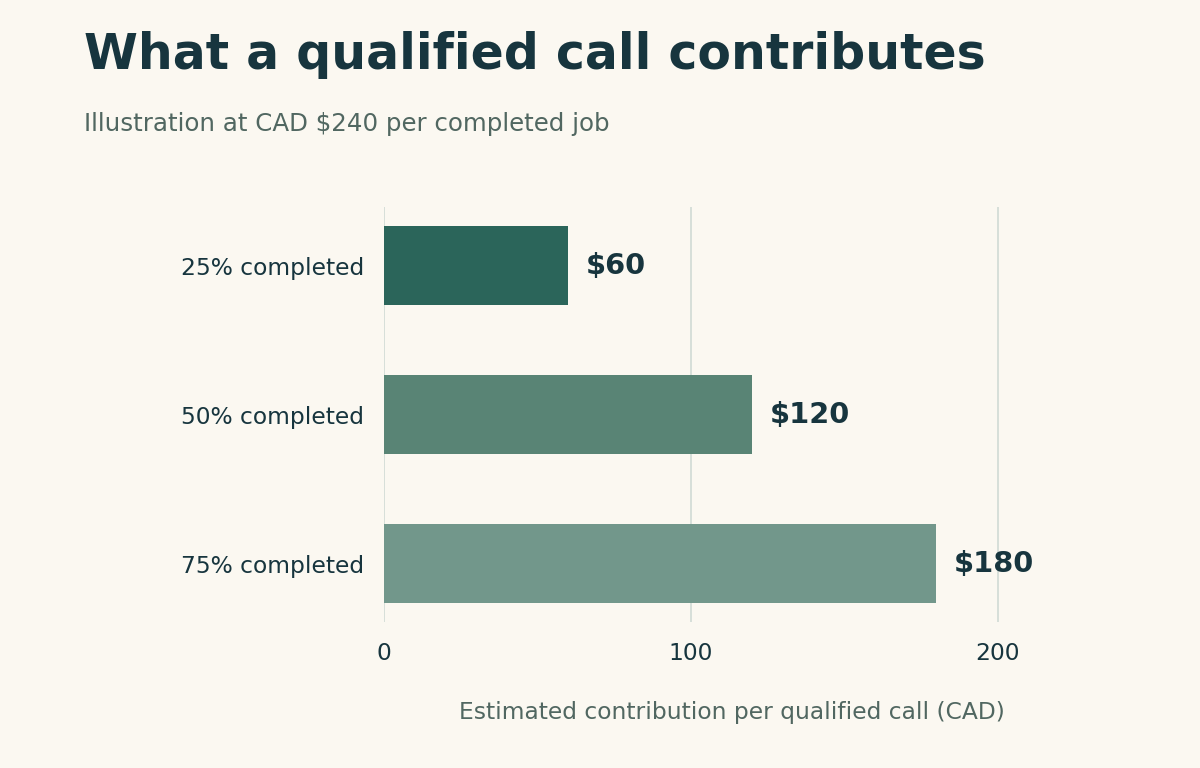 What a qualified call contributes
Illustration at CAD $240 per completed job
25% completed
$60
50% completed
$120
75% completed
$180
0
100
200
Estimated contribution per qualified call (CAD)